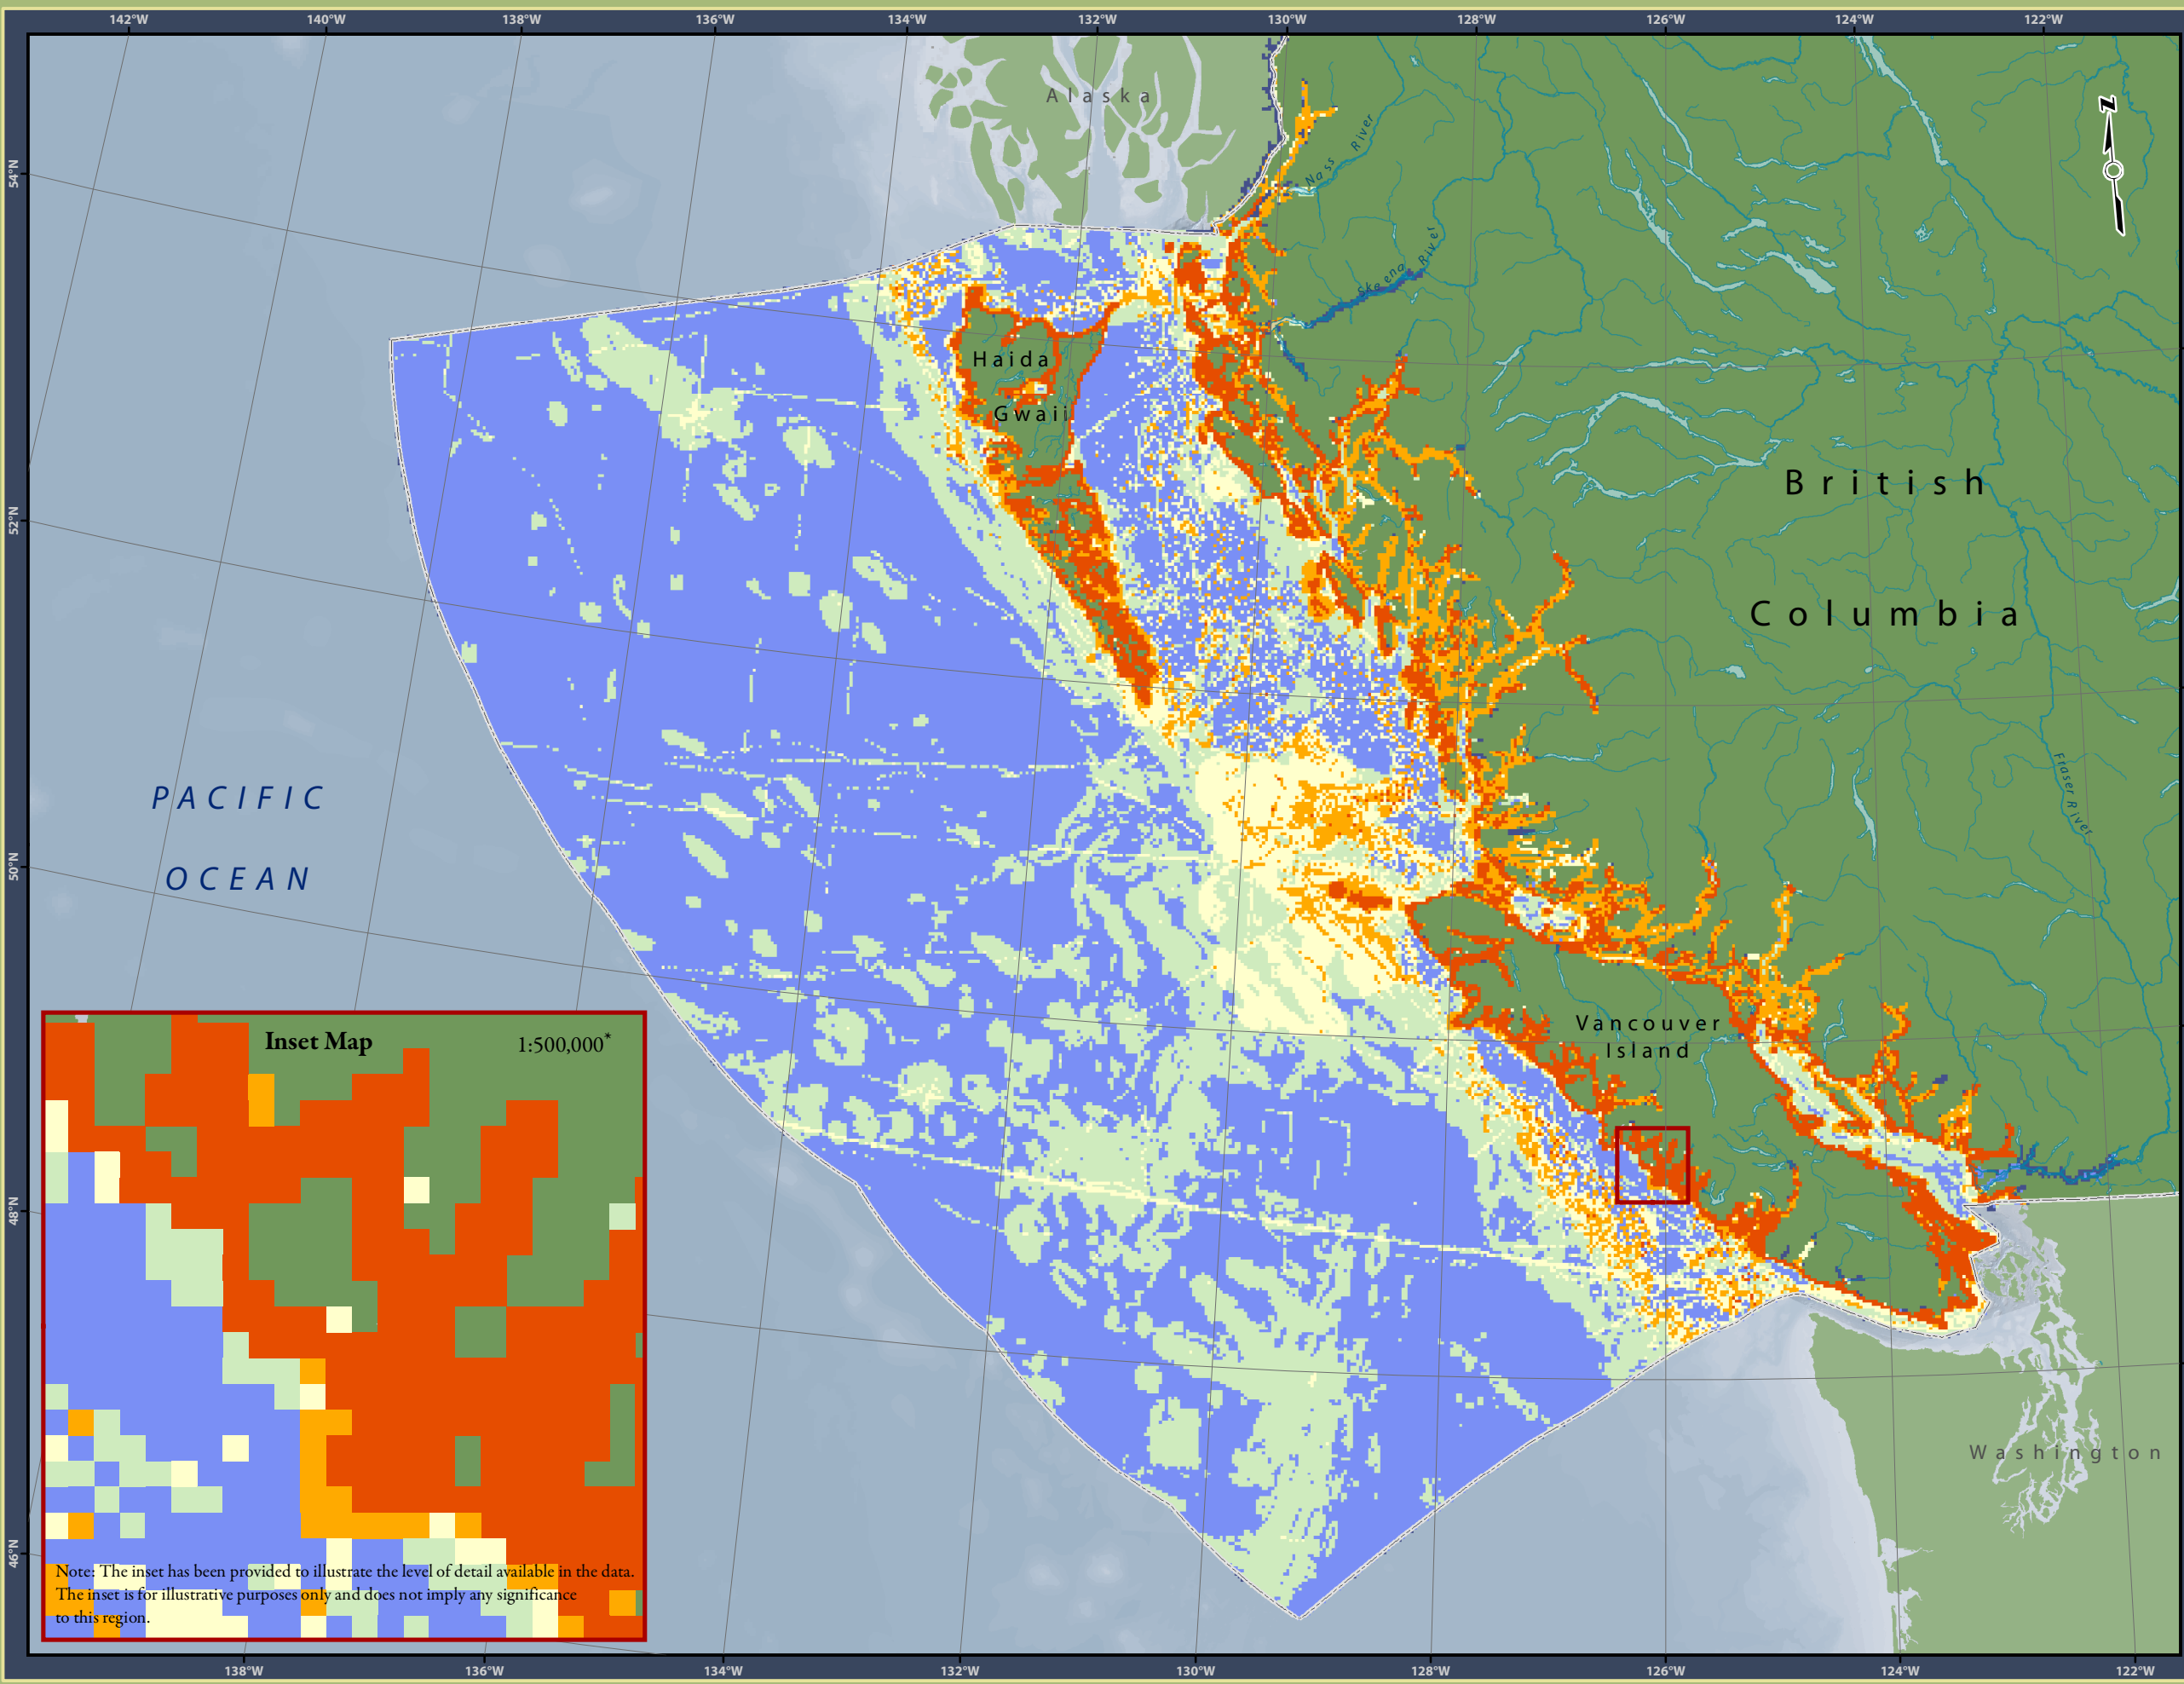 142°W 140°W 138°W 136°W 134°W 132°W 130°W 128°W 126°W 124°W 122°W
Alaska
N
54°N
Nass River
Skeena River
Haida
Gwaii
British
52°N
Columbia
PACIFIC
Fraser River
OCEAN
50°N
Vancouver
Island
Inset Map 1:500,000*
48°N
Washington
46°N
Note: The inset has been provided to illustrate the level of detail available in the data.
The inset is for illustrative purposes only and does not imply any significance
to this region.
138°W 136°W 134°W 132°W 130°W 128°W 126°W 124°W 122°W